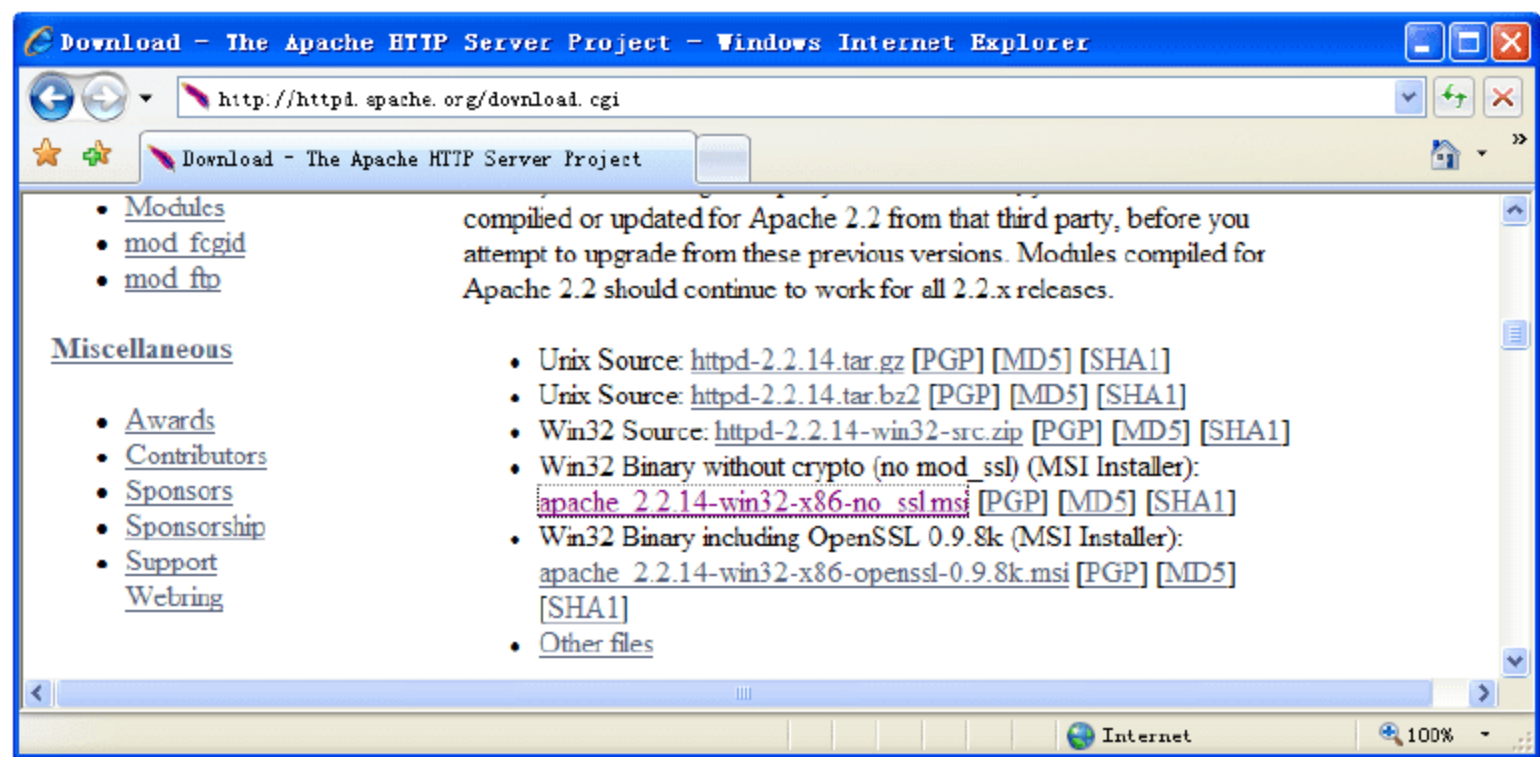 Download - The Apache HTTP Server Project - Windows Internet Explorer
http://httpd.apache.org/download.cgi
Download - The Apache HTTP Server Project
»
• Modules
• mod_fcgid
• mod_ftp
Miscellaneous
• Awards
• Contributors
• Sponsors
• Sponsorship
• Support
Webring
compilied or updated for Apache 2.2 from that third party, before you
attempt to upgrade from these previous versions. Modules compiled for
Apache 2.2 should continue to work for all 2.2.x releases.
• Unix Source: httpd-2.2.14.tar.gz [PGP] [MD5] [SHA1]
• Unix Source: httpd-2.2.14.tar.bz2 [PGP] [MD5] [SHA1]
• Win32 Source: httpd-2.2.14-win32-src.zip [PGP] [MD5] [SHA1]
• Win32 Binary without crypto (no mod_ssl) (MSI Installer):
apache_2.2.14-win32-x86-no_ssl.msi [PGP] [MD5] [SHA1]
• Win32 Binary including OpenSSL 0.9.8k (MSI Installer):
apache_2.2.14-win32-x86-openssl-0.9.8k.msi [PGP] [MD5]
[SHA1]
• Other files
Internet
100%